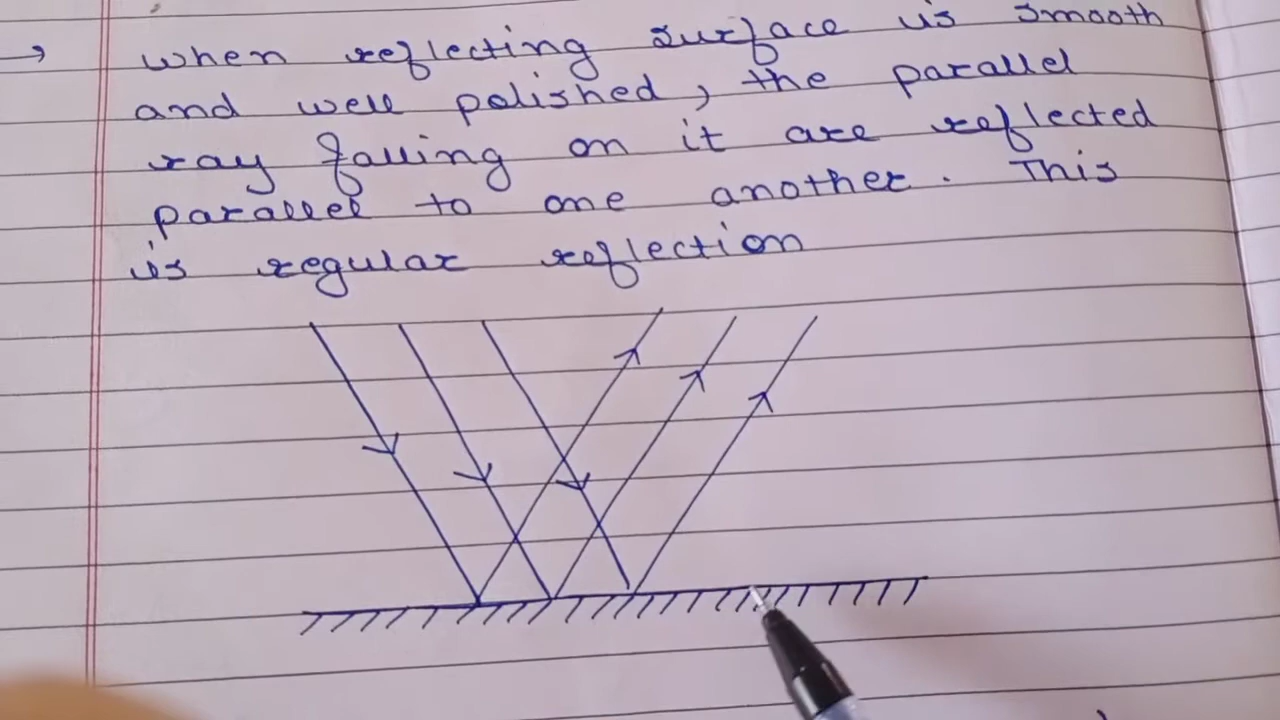 → when reflecting surface is smooth
and well polished, the parallel
ray falling on it are reflected
parallel to one another. This
is regular reflection